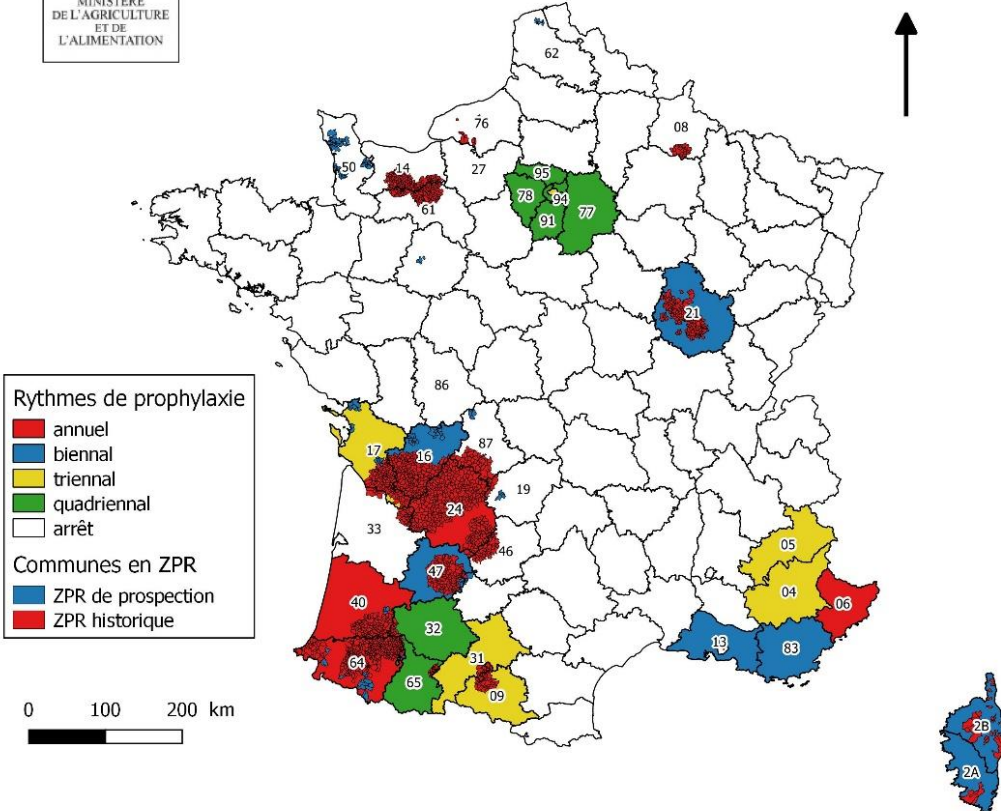 MINISTÈRE
DE L'AGRICULTURE
ET DE
L'ALIMENTATION
62
76
08
50
14
27
95
61
78
94
91
77
21
86
Rythmes de prophylaxie
annuel
biennal
triennal
quadriennal
arrêt
Communes en ZPR
ZPR de prospection
ZPR historique
17
16
87
24
19
33
46
47
05
40
04
06
32
13
83
64
31
65
09
0 100 200 km
2B
2A